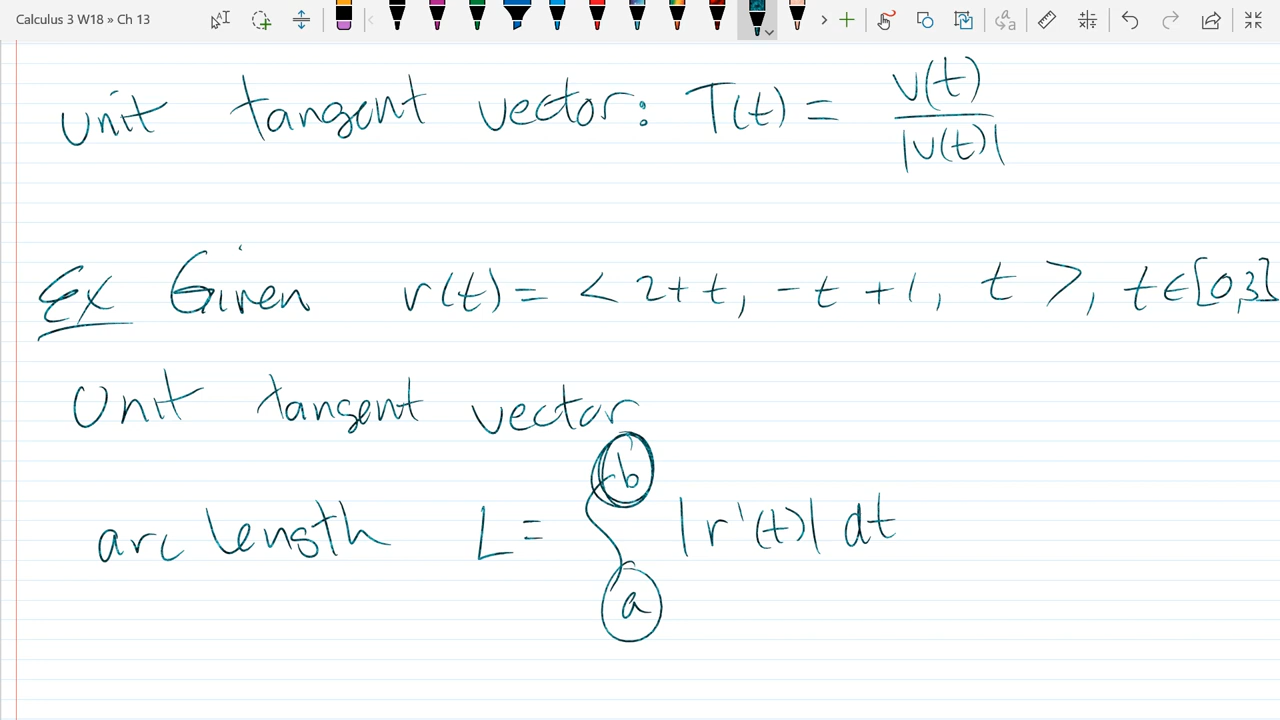 Calculus 3 W18 » Ch 13
Unit tangent vector: T(t) = v(t) / |v(t)|
Ex Given r(t) = < 2+t, -t+1, t >, t∈[0,3]
Unit tangent vector
arc length L = ∫_a^b |r'(t)| dt